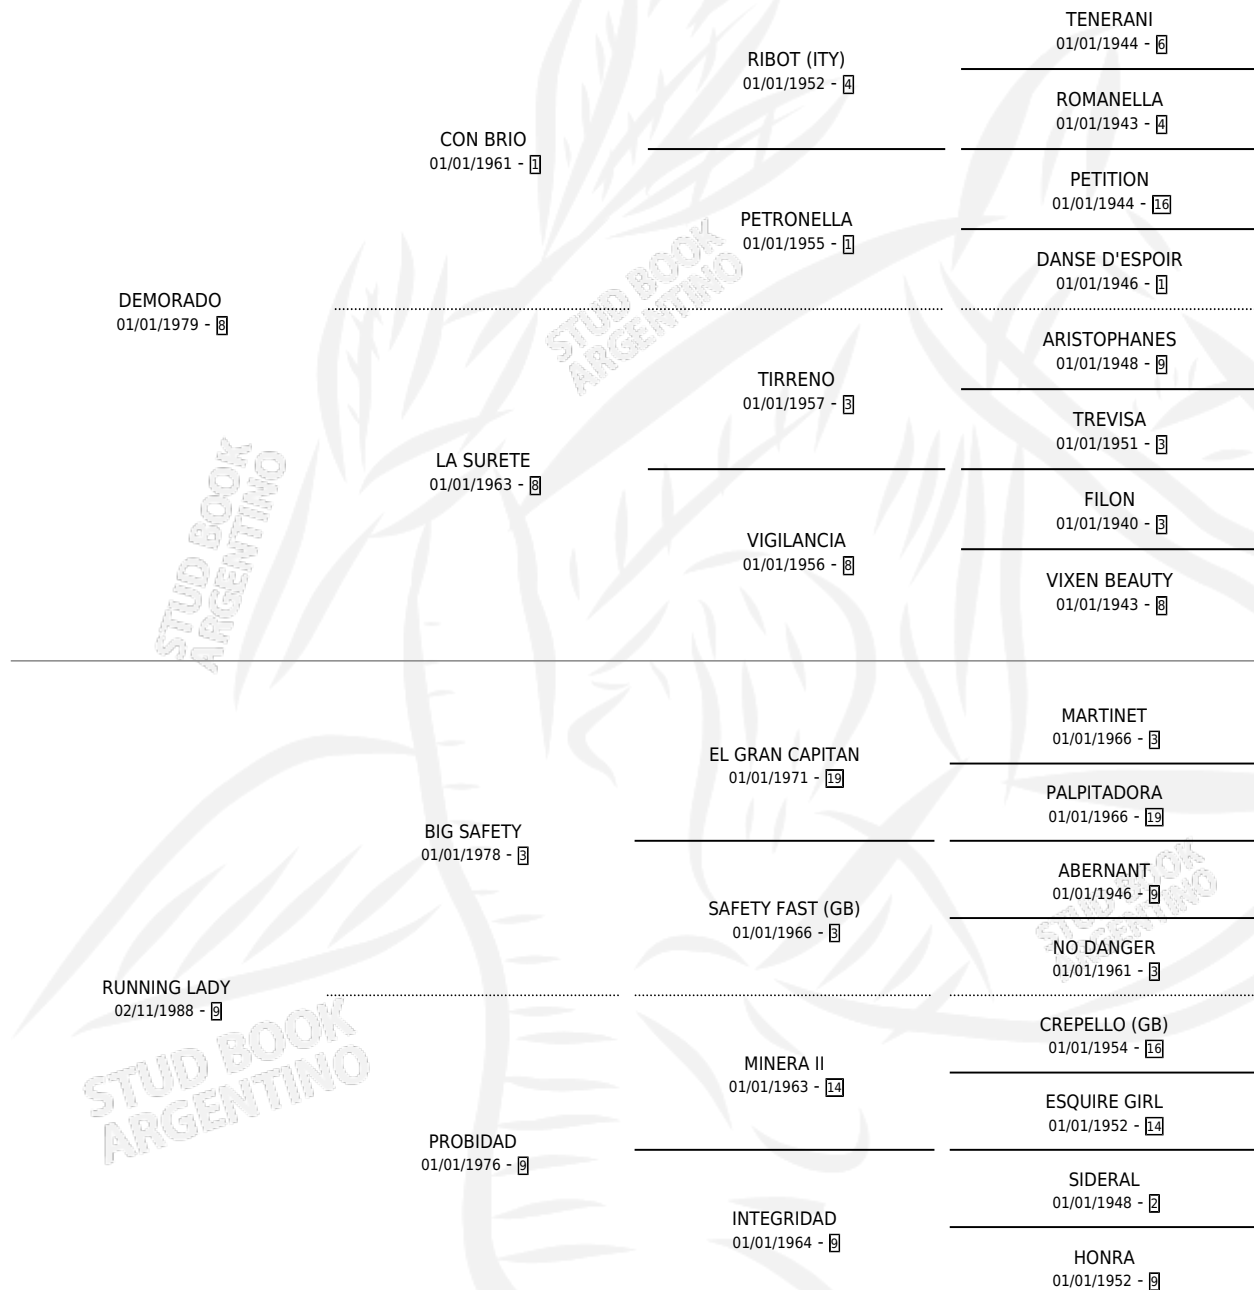 TENERANI
01/01/1944 - 6
RIBOT (ITY)
01/01/1952 - 4
ROMANELLA
01/01/1943 - 4
CON BRIO
01/01/1961 - 1
PETITION
01/01/1944 - 16
PETRONELLA
01/01/1955 - 1
DANSE D'ESPOIR
01/01/1946 - 1
DEMORADO
01/01/1979 - 8
ARISTOPHANES
01/01/1948 - 9
TIRRENO
01/01/1957 - 3
TREVISA
01/01/1951 - 3
LA SURETE
01/01/1963 - 8
FILON
01/01/1940 - 3
VIGILANCIA
01/01/1956 - 8
VIXEN BEAUTY
01/01/1943 - 8
MARTINET
01/01/1966 - 3
EL GRAN CAPITAN
01/01/1971 - 19
PALPITADORA
01/01/1966 - 19
BIG SAFETY
01/01/1978 - 3
ABERNANT
01/01/1946 - 9
SAFETY FAST (GB)
01/01/1966 - 3
NO DANGER
01/01/1961 - 3
RUNNING LADY
02/11/1988 - 9
CREPELLO (GB)
01/01/1954 - 16
MINERA II
01/01/1963 - 14
ESQUIRE GIRL
01/01/1952 - 14
PROBIDAD
01/01/1976 - 9
SIDERAL
01/01/1948 - 2
INTEGRIDAD
01/01/1964 - 9
HONRA
01/01/1952 - 9
STUD BOOK
ARGENTINO
STUD BOOK
ARGENTINO
STUD BOOK
ARGENTINO
STUD BOOK
ARGENTINO